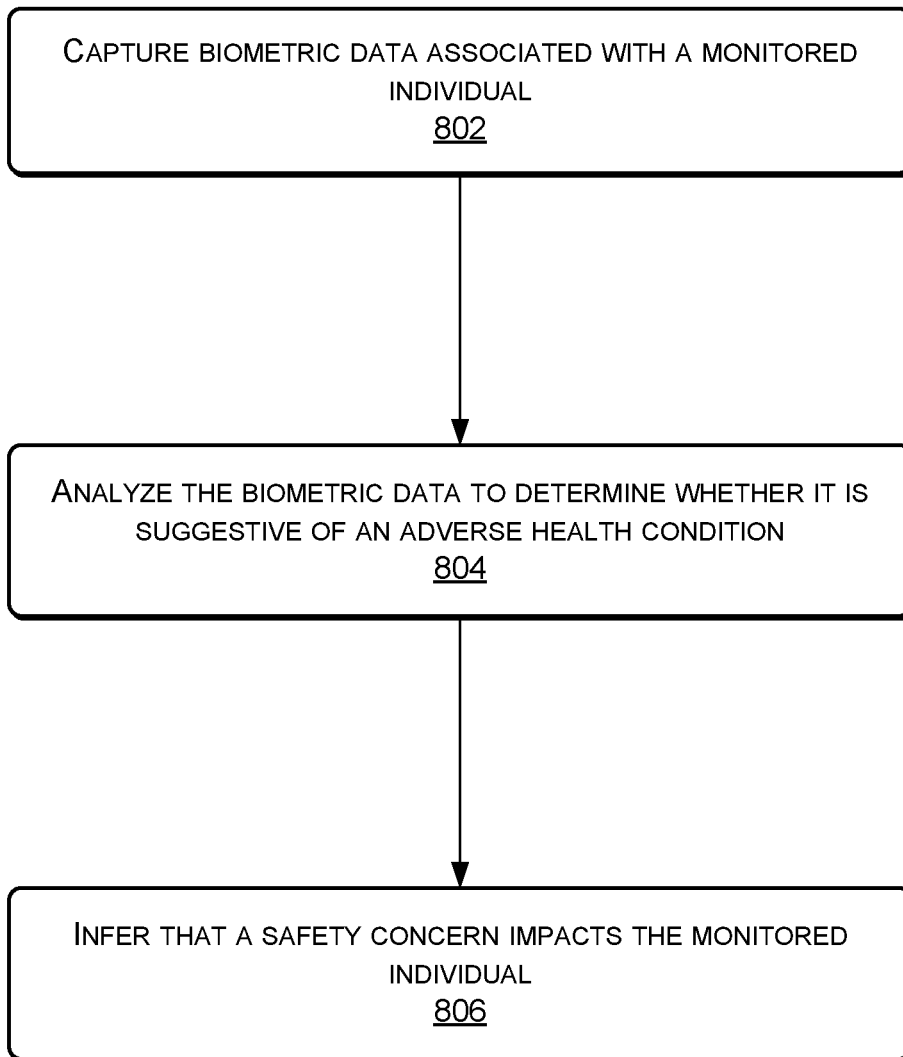 CAPTURE BIOMETRIC DATA ASSOCIATED WITH A MONITORED
INDIVIDUAL
802
ANALYZE THE BIOMETRIC DATA TO DETERMINE WHETHER IT IS
SUGGESTIVE OF AN ADVERSE HEALTH CONDITION
804
INFER THAT A SAFETY CONCERN IMPACTS THE MONITORED
INDIVIDUAL
806